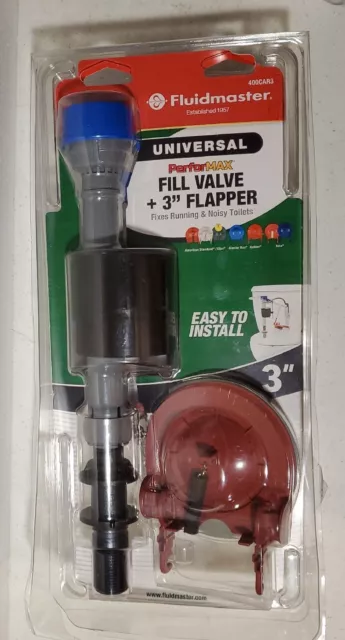 400CAR3
Fluidmaster.
Established 1957
UNIVERSAL
PerforMAX
FILL VALVE
+ 3" FLAPPER
Fixes Running & Noisy Toilets
EASY TO
INSTALL
3"
www.fluidmaster.com